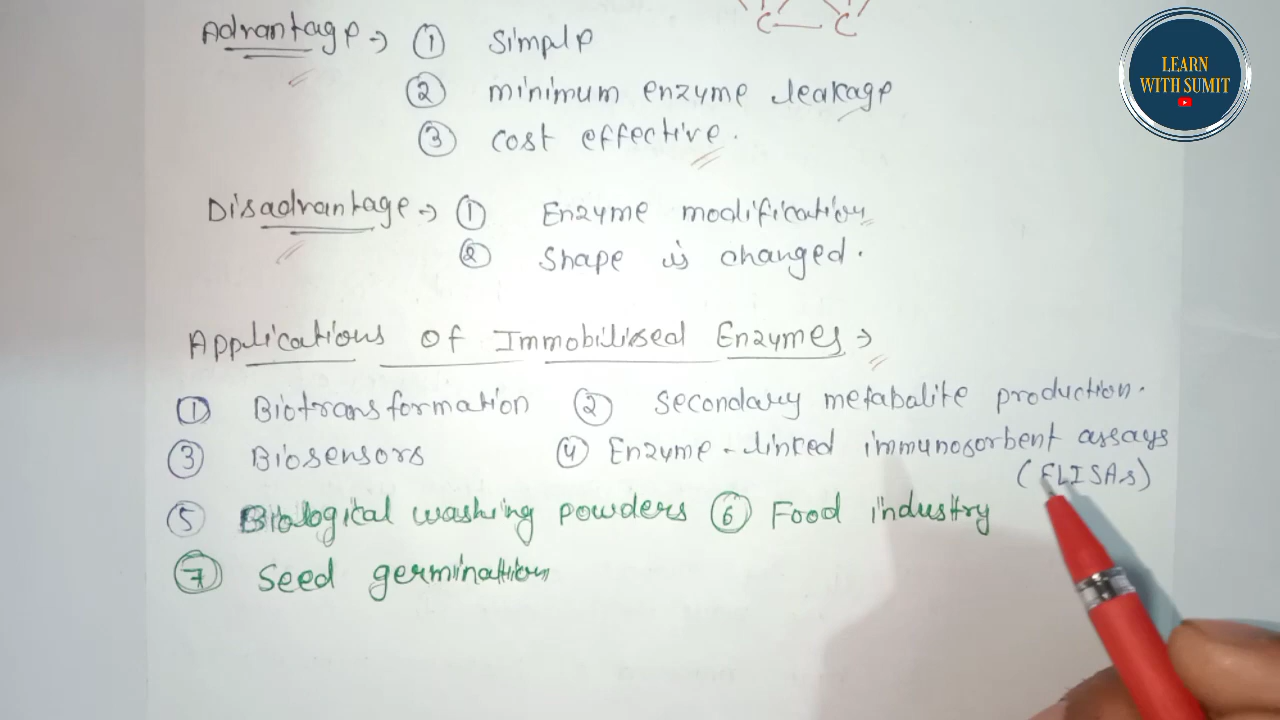 Advantage → ① Simple
② minimum enzyme leakage
③ cost effective.
Disadvantage → ① Enzyme modification
② Shape is changed.
Applications of Immobilised Enzymes →
① Biotransformation ② Secondary metabalite production.
③ Biosensors ④ Enzyme-linked immunosorbent assays
(ELISAs)
⑤ Biological washing powders ⑥ Food industry
⑦ Seed germination
C — C
LEARN
WITH SUMIT